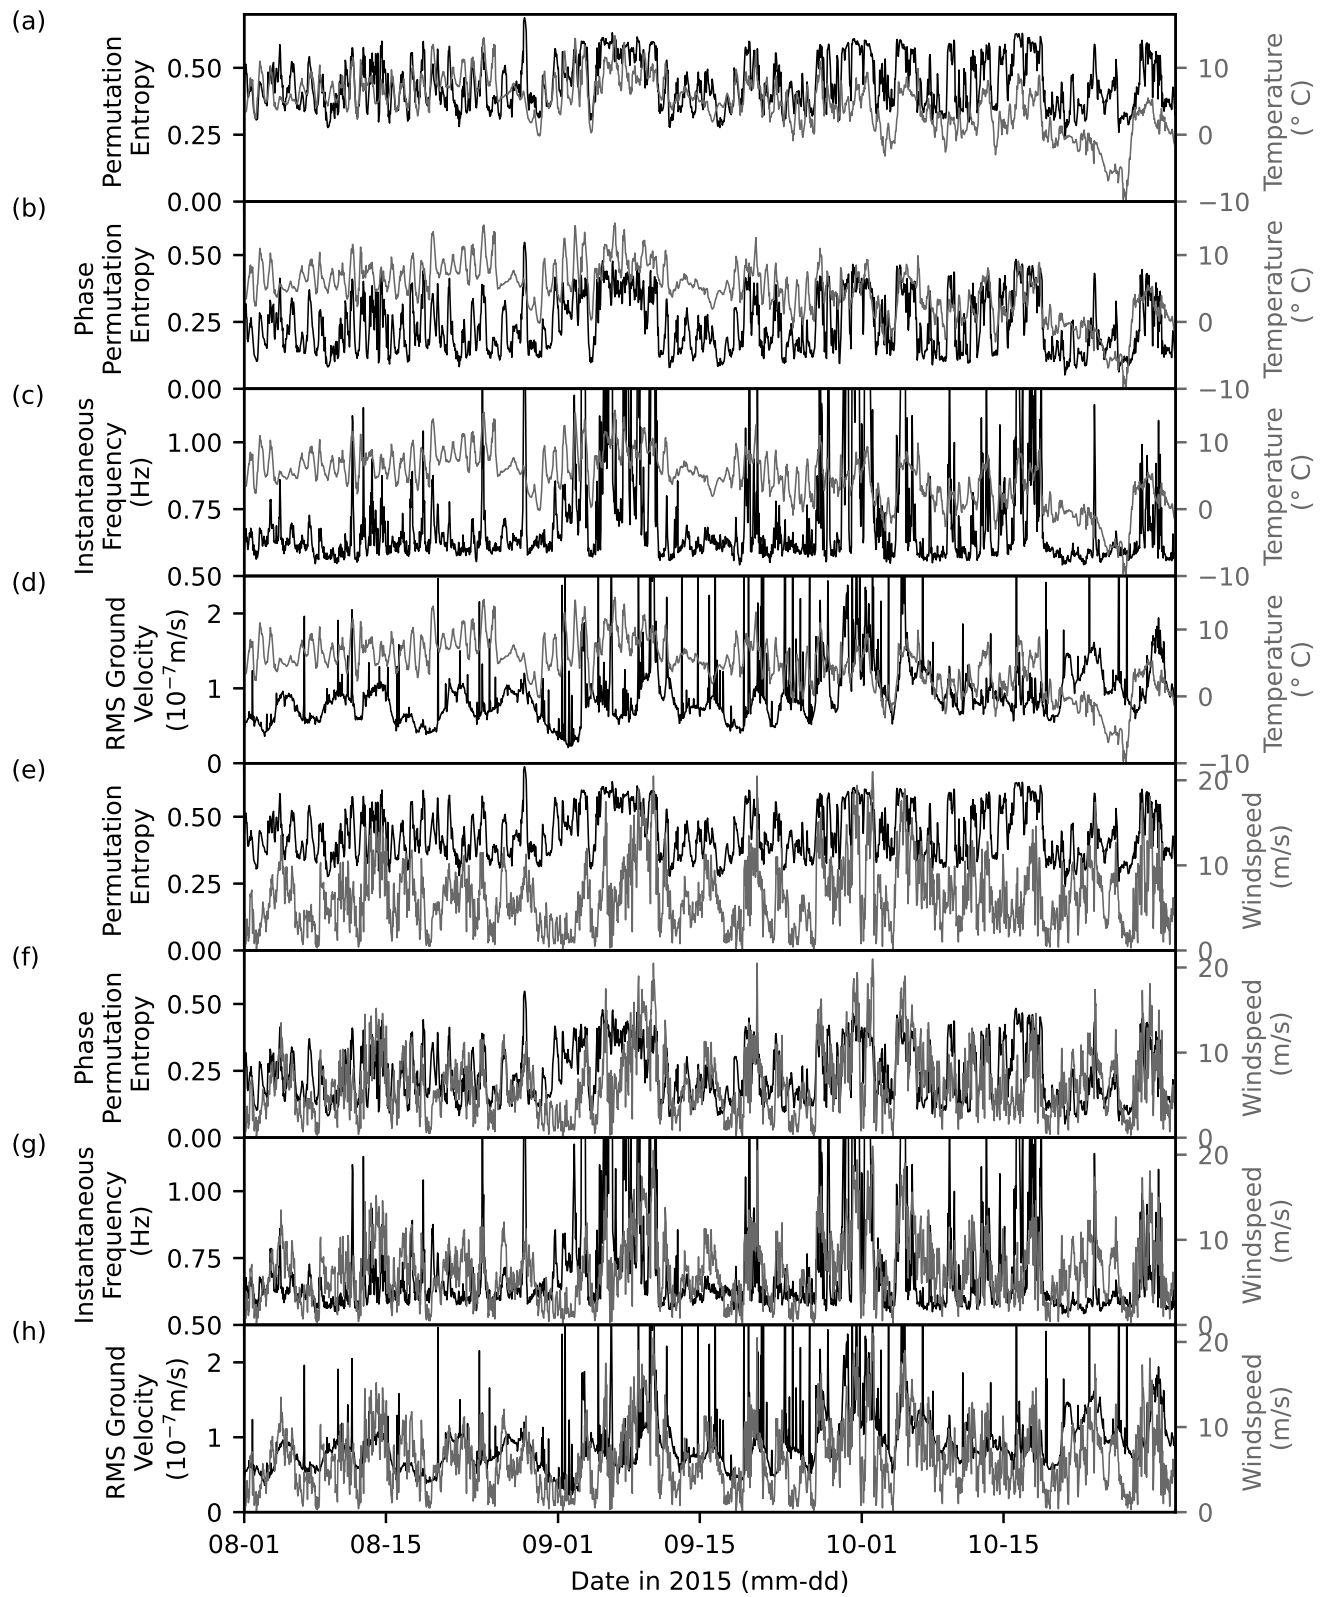 (a)
Permutation
Entropy
0.50
0.25
0.00
10
0
−10
Temperature
(° C)
(b)
Phase
Permutation
Entropy
0.50
0.25
0.00
10
0
−10
Temperature
(° C)
(c)
Instantaneous
Frequency
(Hz)
1.00
0.75
0.50
10
0
−10
Temperature
(° C)
(d)
RMS Ground
Velocity
(10⁻⁷m/s)
2
1
0
10
0
−10
Temperature
(° C)
(e)
Permutation
Entropy
0.50
0.25
0.00
20
10
0
Windspeed
(m/s)
(f)
Phase
Permutation
Entropy
0.50
0.25
0.00
20
10
0
Windspeed
(m/s)
(g)
Instantaneous
Frequency
(Hz)
1.00
0.75
0.50
20
10
0
Windspeed
(m/s)
(h)
RMS Ground
Velocity
(10⁻⁷m/s)
2
1
0
20
10
0
Windspeed
(m/s)
08-01 08-15 09-01 09-15 10-01 10-15
Date in 2015 (mm-dd)